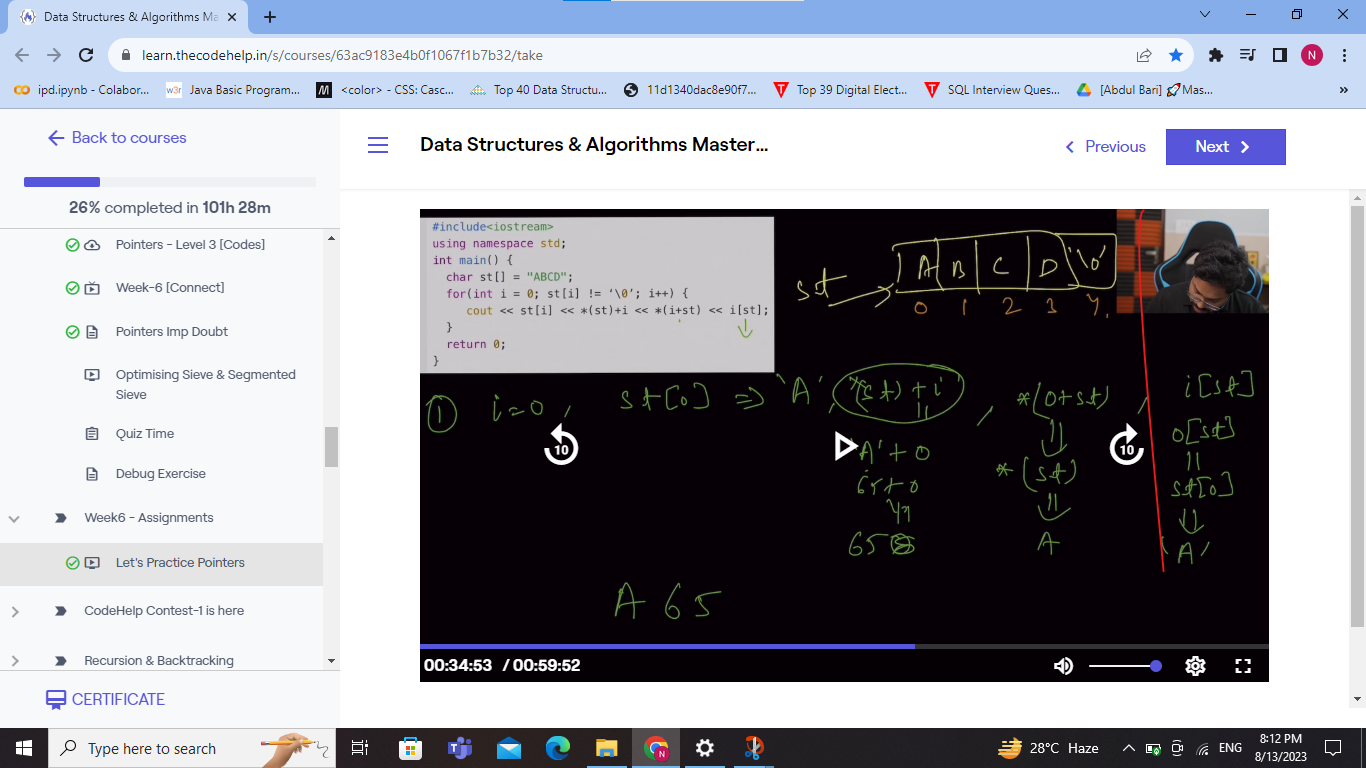 Data Structures & Algorithms Ma
learn.thecodehelp.in/s/courses/63ac9183e4b0f1067f1b7b32/take
N
ipd.ipynb - Colabor...
w3r
Java Basic Program...
<color> - CSS: Casc...
Top 40 Data Structu...
11d1340dac8e90f7...
Top 39 Digital Elect...
SQL Interview Ques...
[Abdul Bari] 🚀Mas...
»
Back to courses
26% completed in 101h 28m
Pointers - Level 3 [Codes]
Week-6 [Connect]
Pointers Imp Doubt
Optimising Sieve & Segmented
Sieve
Quiz Time
Debug Exercise
Week6 - Assignments
Let's Practice Pointers
CodeHelp Contest-1 is here
Recursion & Backtracking
CERTIFICATE
Data Structures & Algorithms Master...
Previous
Next
#include<iostream>
using namespace std;
int main() {
char st[] = "ABCD";
for(int i = 0; st[i] != '\0'; i++) {
cout << st[i] << *(st)+i << *(i+st) << i[st];
}
return 0;
}
st
A B C D '\0'
0 1 2 3 4
① i=0, st[0] => 'A', *(st) + i , *(0+st) , i[st]
'A' + 0
65+0
65
*(st)
A
0[st]
st[0]
'A'
A 65
10
10
00:34:53 / 00:59:52
Type here to search
28°C Haze
ENG
8:12 PM
8/13/2023